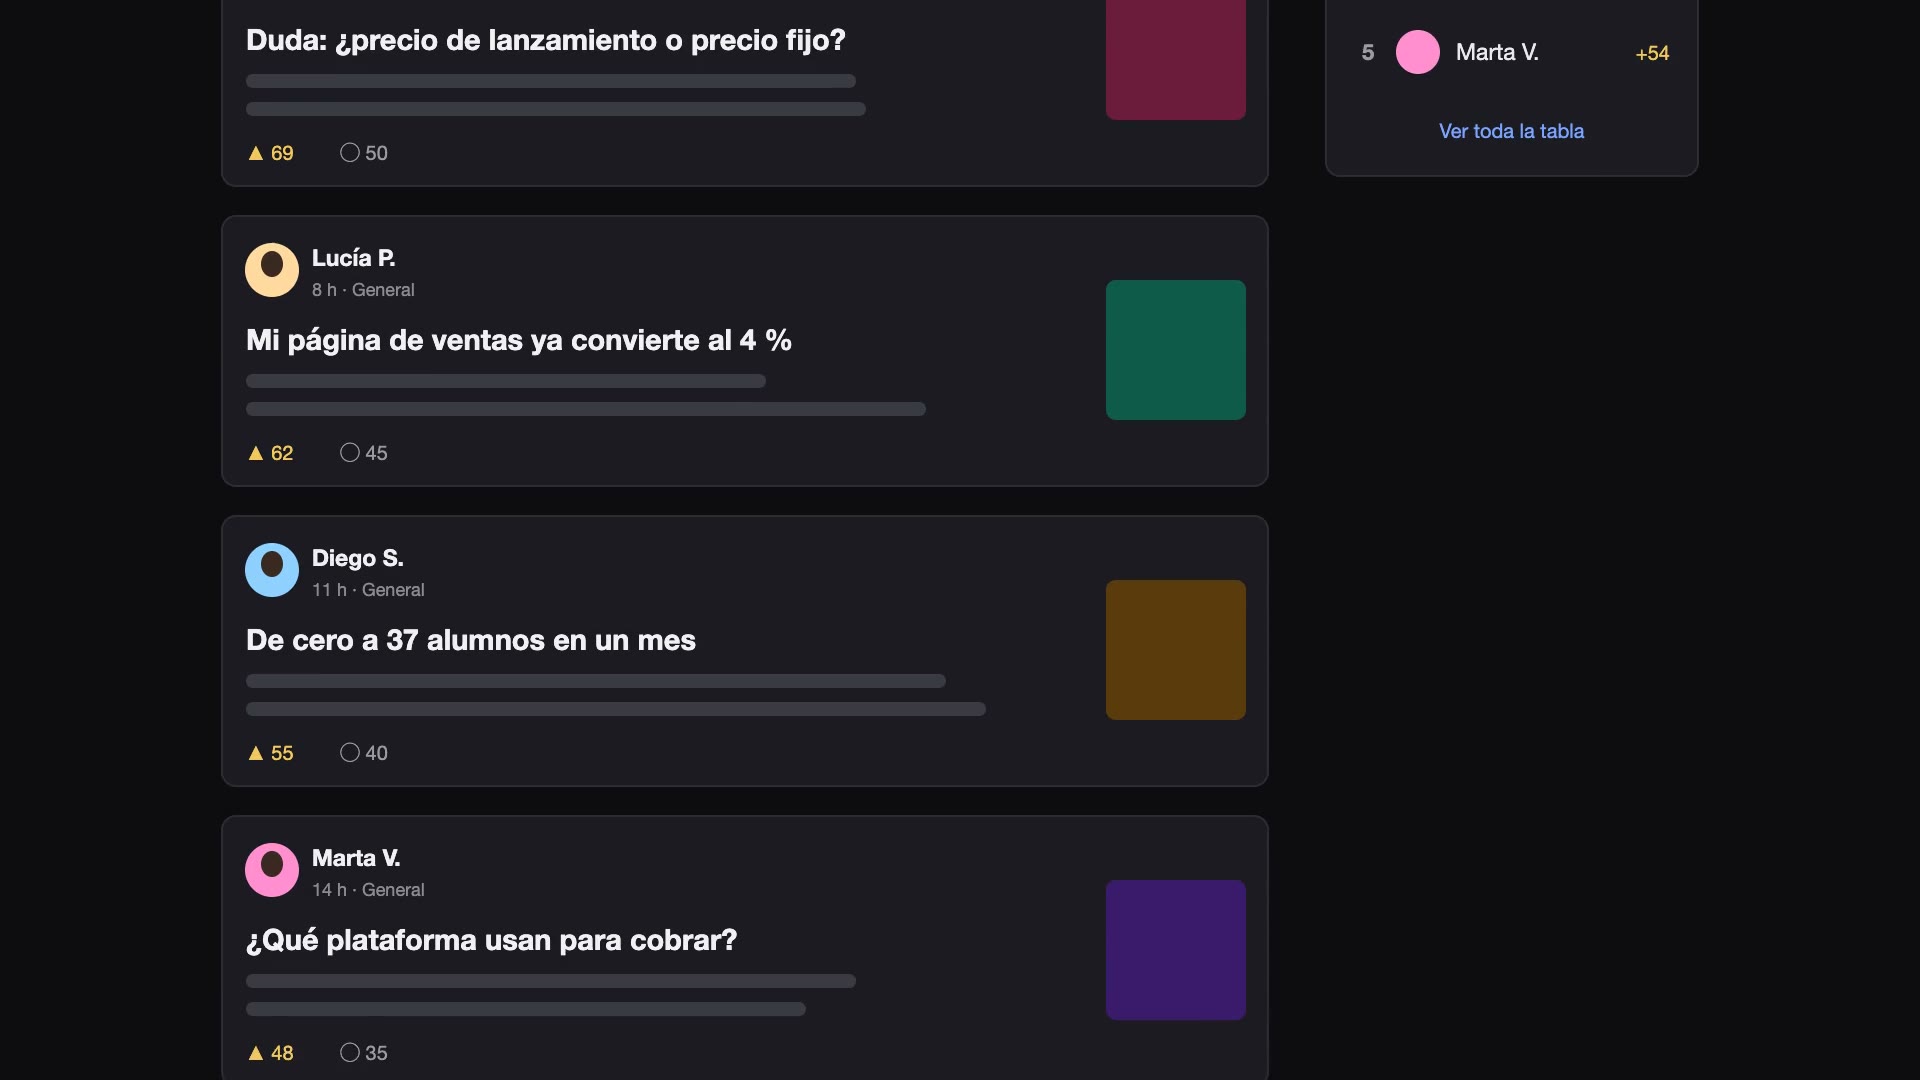 Duda: ¿precio de lanzamiento o precio fijo?
▲ 69 ◯ 50
Lucía P.
8 h · General
Mi página de ventas ya convierte al 4 %
▲ 62 ◯ 45
Diego S.
11 h · General
De cero a 37 alumnos en un mes
▲ 55 ◯ 40
Marta V.
14 h · General
¿Qué plataforma usan para cobrar?
▲ 48 ◯ 35
5 Marta V. +54
Ver toda la tabla